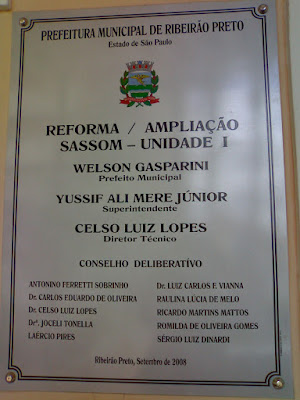 PREFEITURA MUNICIPAL DE RIBEIRÃO PRETO
Estado de São Paulo
REFORMA / AMPLIAÇÃO
SASSOM - UNIDADE I
WELSON GASPARINI
Prefeito Municipal
YUSSIF ALI MERE JÚNIOR
Superintendente
CELSO LUIZ LOPES
Diretor Técnico
CONSELHO DELIBERATIVO
ANTONINO FERRETTI SOBRINHO
Dr. CARLOS EDUARDO DE OLIVEIRA
Dr. CELSO LUIZ LOPES
Drª. JOCELI TONELLA
LAÉRCIO PIRES
Dr. LUIZ CARLOS E VIANNA
RAULINA LÚCIA DE MELO
RICARDO MARTINS MATTOS
ROMILDA DE OLIVEIRA GOMES
SÉRGIO LUIZ DINARDI
Ribeirão Preto, Setembro de 2008